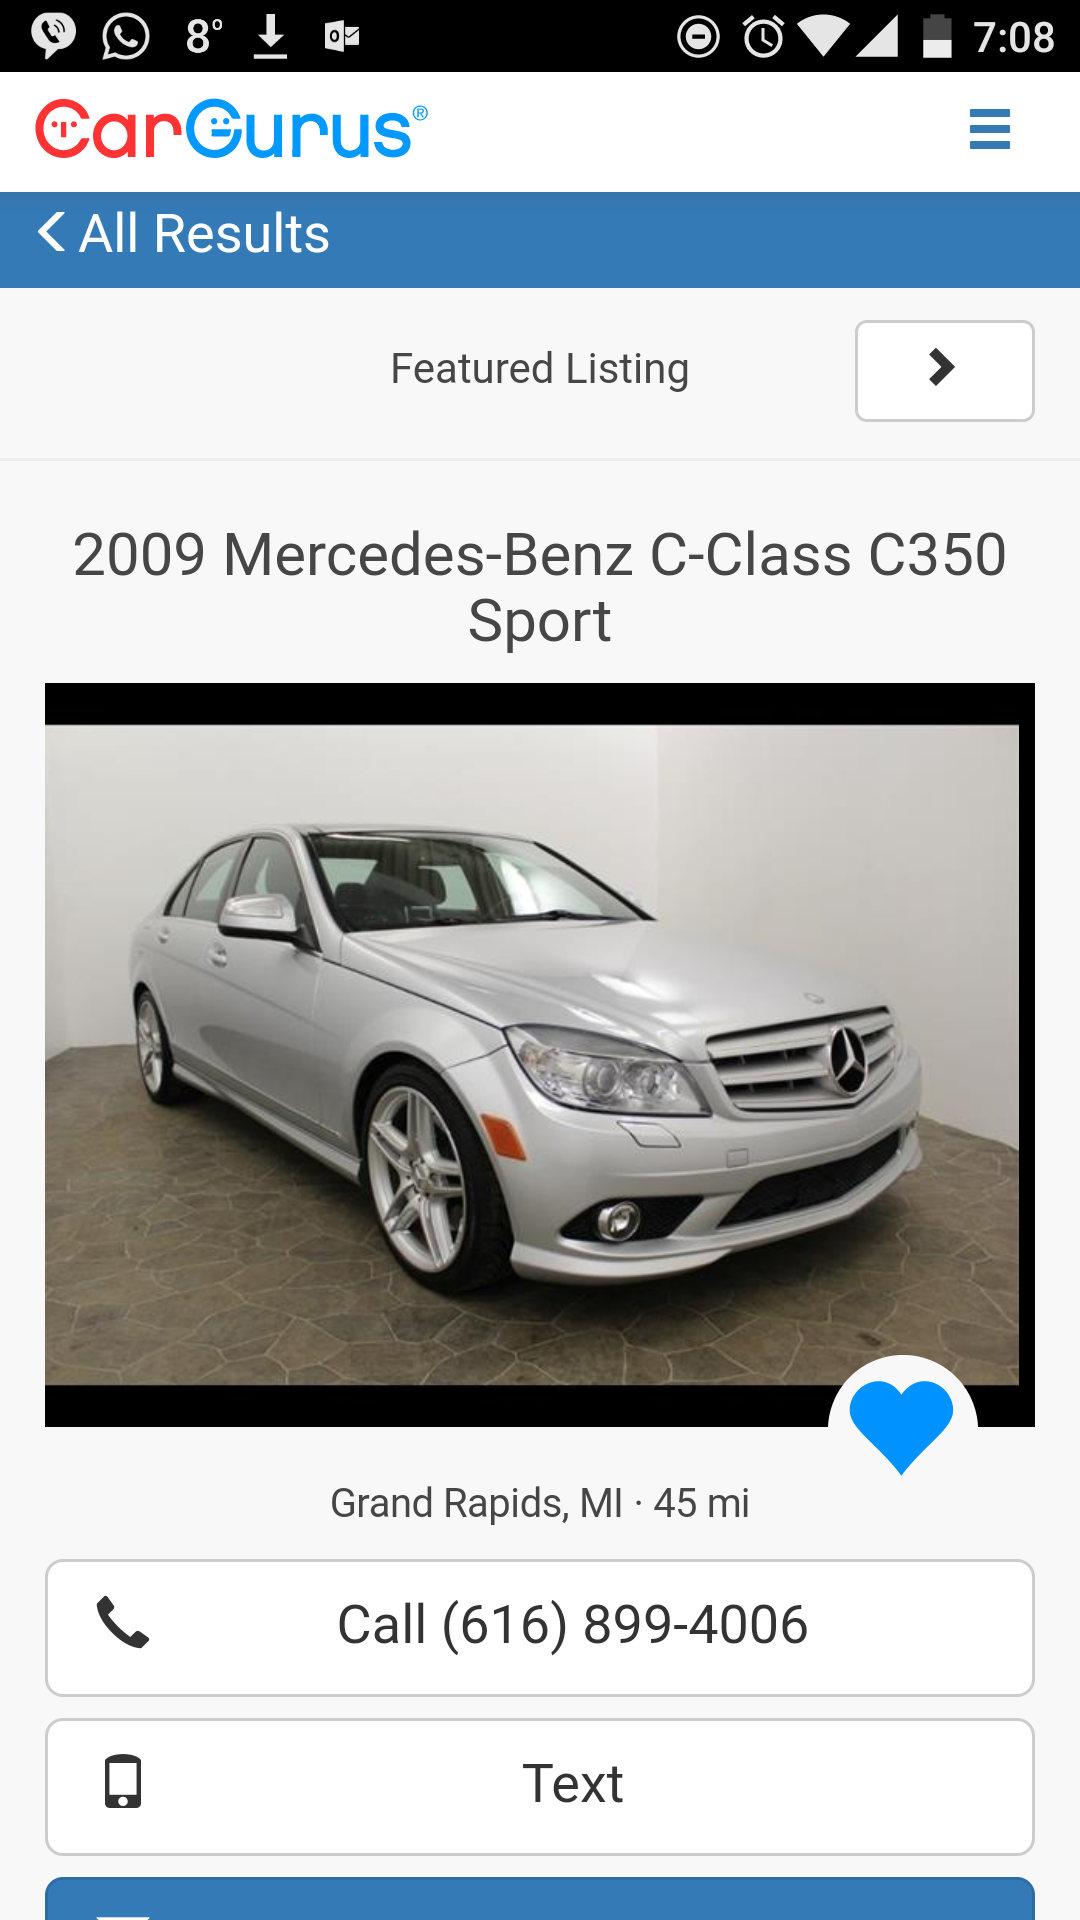 8°
7:08
CarGurus®
All Results
Featured Listing
2009 Mercedes-Benz C-Class C350
Sport
Grand Rapids, MI · 45 mi
Call (616) 899-4006
Text